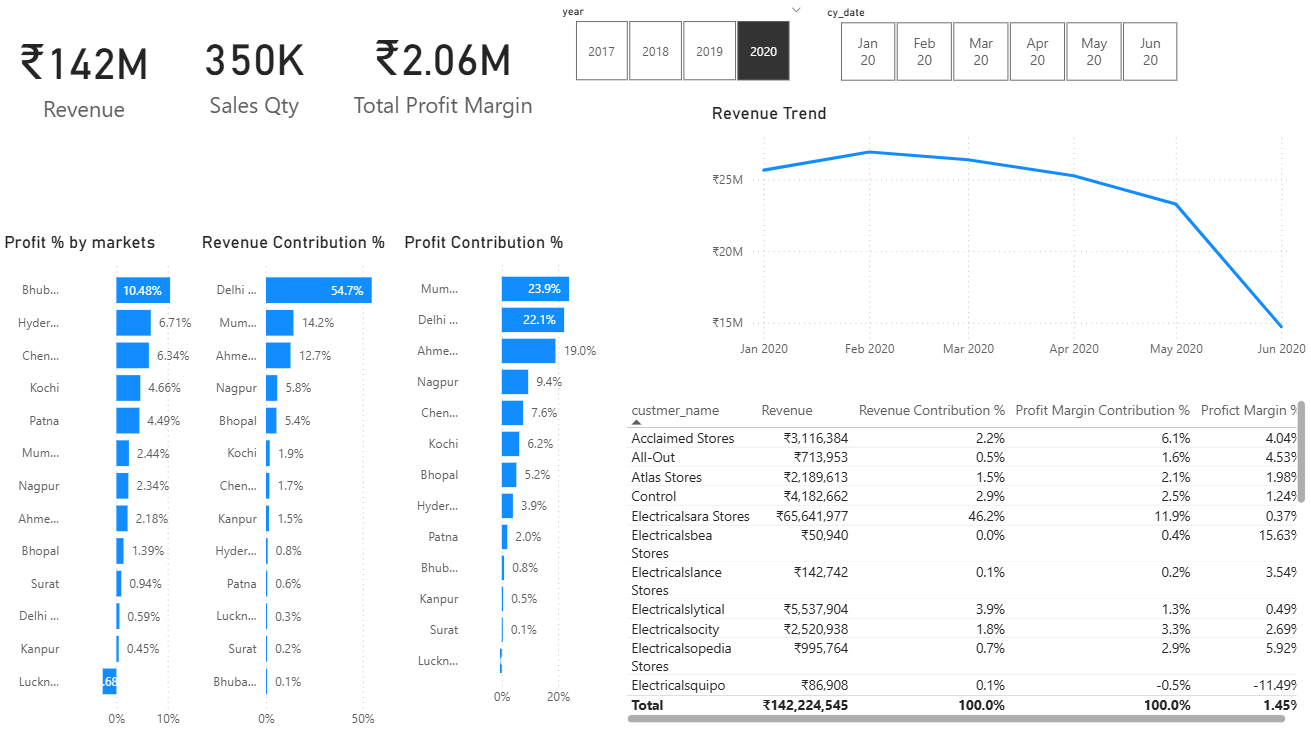 ₹142M
Revenue
350K
Sales Qty
₹2.06M
Total Profit Margin
year
2017
2018
2019
2020
cy_date
Jan 20
Feb 20
Mar 20
Apr 20
May 20
Jun 20
Revenue Trend
₹25M
₹20M
₹15M
Jan 2020
Feb 2020
Mar 2020
Apr 2020
May 2020
Jun 2020
Profit % by markets
Bhub... 10.48%
Hyder... 6.71%
Chen... 6.34%
Kochi 4.66%
Patna 4.49%
Mum... 2.44%
Nagpur 2.34%
Ahme... 2.18%
Bhopal 1.39%
Surat 0.94%
Delhi ... 0.59%
Kanpur 0.45%
Luckn...
0% 10%
Revenue Contribution %
Delhi ... 54.7%
Mum... 14.2%
Ahme... 12.7%
Nagpur 5.8%
Bhopal 5.4%
Kochi 1.9%
Chen... 1.7%
Kanpur 1.5%
Hyder... 0.8%
Patna 0.6%
Luckn... 0.3%
Surat 0.2%
Bhuba... 0.1%
0% 50%
Profit Contribution %
Mum... 23.9%
Delhi ... 22.1%
Ahme... 19.0%
Nagpur 9.4%
Chen... 7.6%
Kochi 6.2%
Bhopal 5.2%
Hyder... 3.9%
Patna 2.0%
Bhub... 0.8%
Kanpur 0.5%
Surat 0.1%
Luckn...
0% 20%
custmer_name Revenue Revenue Contribution % Profit Margin Contribution % Profict Margin %
Acclaimed Stores ₹3,116,384 2.2% 6.1% 4.04%
All-Out ₹713,953 0.5% 1.6% 4.53%
Atlas Stores ₹2,189,613 1.5% 2.1% 1.98%
Control ₹4,182,662 2.9% 2.5% 1.24%
Electricalsara Stores ₹65,641,977 46.2% 11.9% 0.37%
Electricalsbea ₹50,940 0.0% 0.4% 15.63%
Stores
Electricalslance ₹142,742 0.1% 0.2% 3.54%
Stores
Electricalslytical ₹5,537,904 3.9% 1.3% 0.49%
Electricalsocity ₹2,520,938 1.8% 3.3% 2.69%
Electricalsopedia ₹995,764 0.7% 2.9% 5.92%
Stores
Electricalsquipo ₹86,908 0.1% -0.5% -11.49%
Total ₹142,224,545 100.0% 100.0% 1.45%